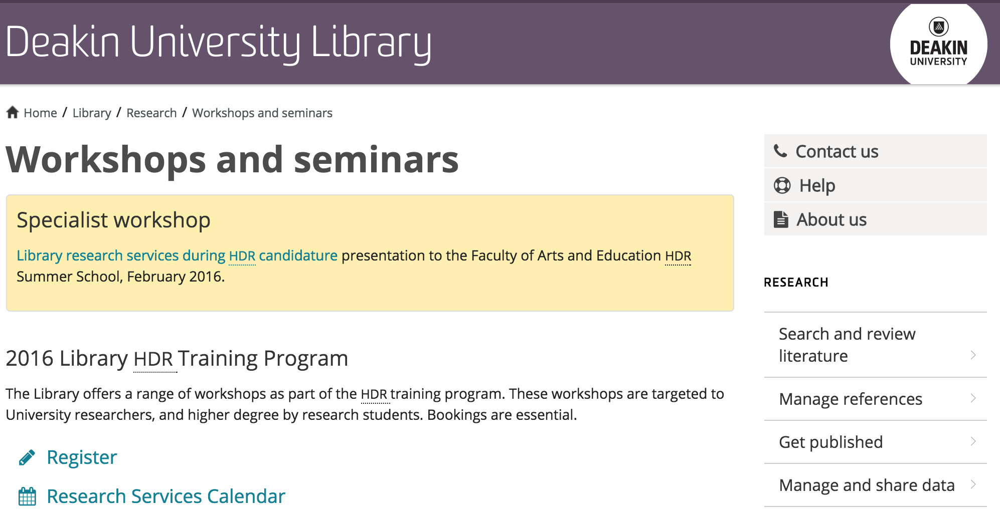 Deakin University Library
DEAKIN
UNIVERSITY
Home / Library / Research / Workshops and seminars
Workshops and seminars
Specialist workshop
Library research services during HDR candidature presentation to the Faculty of Arts and Education HDR
Summer School, February 2016.
2016 Library HDR Training Program
The Library offers a range of workshops as part of the HDR training program. These workshops are targeted to
University researchers, and higher degree by research students. Bookings are essential.
Register
Research Services Calendar
Contact us
Help
About us
RESEARCH
Search and review
literature
Manage references
Get published
Manage and share data